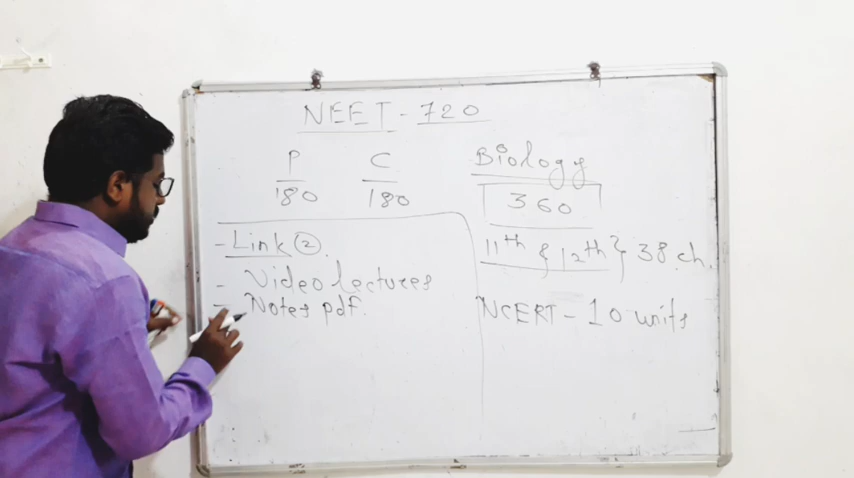 NEET - 720
P
180
C
180
Biology
360
11th & 12th } 38 ch.
NCERT - 10 units
- Link ②.
- Video lectures
- Notes pdf.